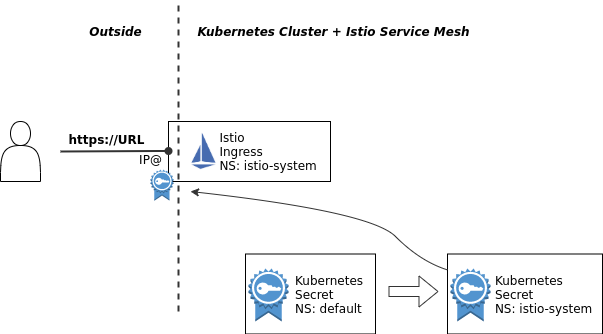 Outside
Kubernetes Cluster + Istio Service Mesh
https://URL
IP@
Istio
Ingress
NS: istio-system
Kubernetes
Secret
NS: default
Kubernetes
Secret
NS: istio-system